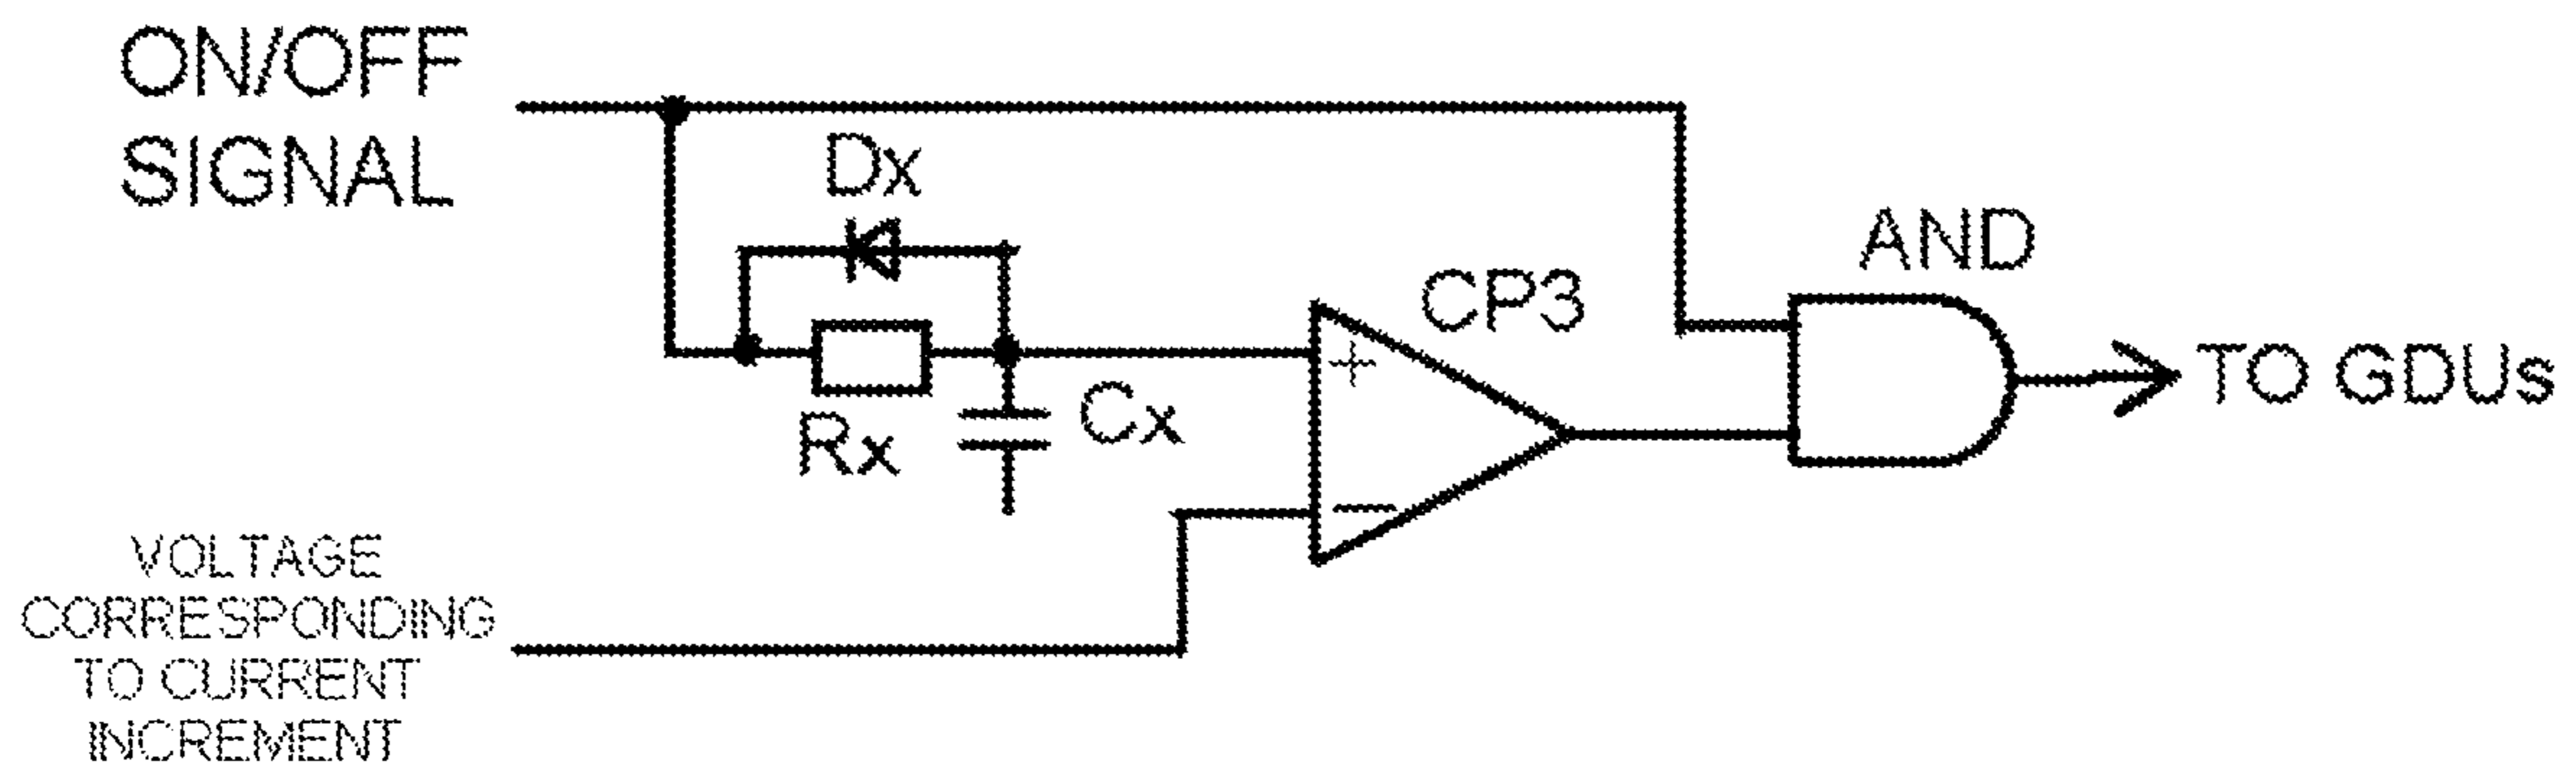 ON/OFF
SIGNAL
Dx
AND
CP3
+
TO GDUs
Cx
Rx
−
VOLTAGE
CORRESPONDING
TO CURRENT
INCREMENT